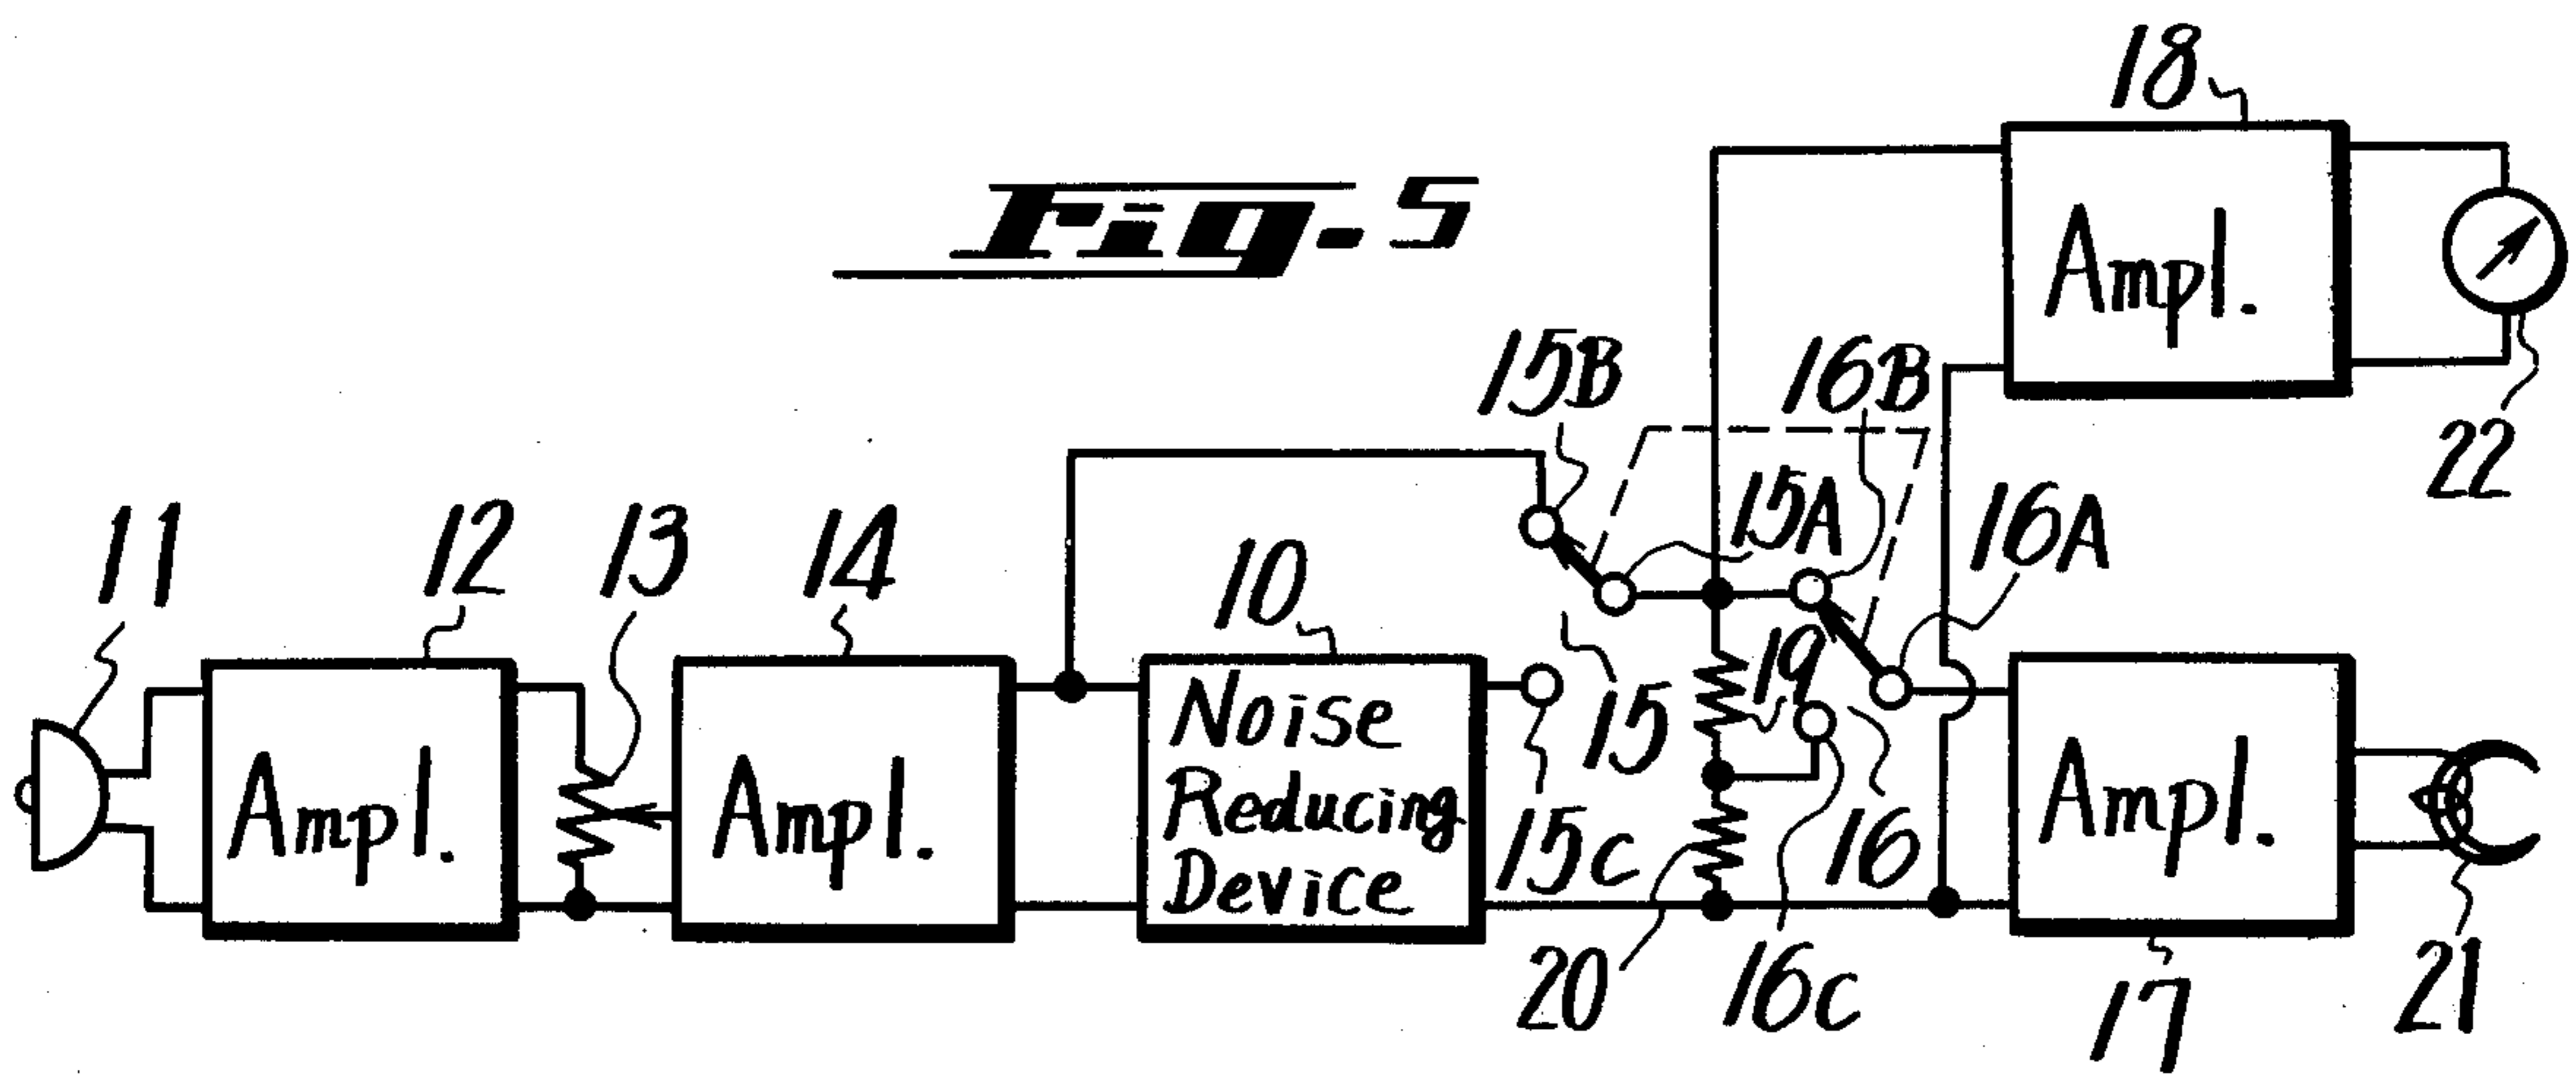 Fig-5
18
Ampl.
22
15B
16B
15A
16A
11
12
13
14
10
19
15
16
15C
Ampl.
Ampl.
Noise
Reducing
Device
Ampl.
20
16C
17
21